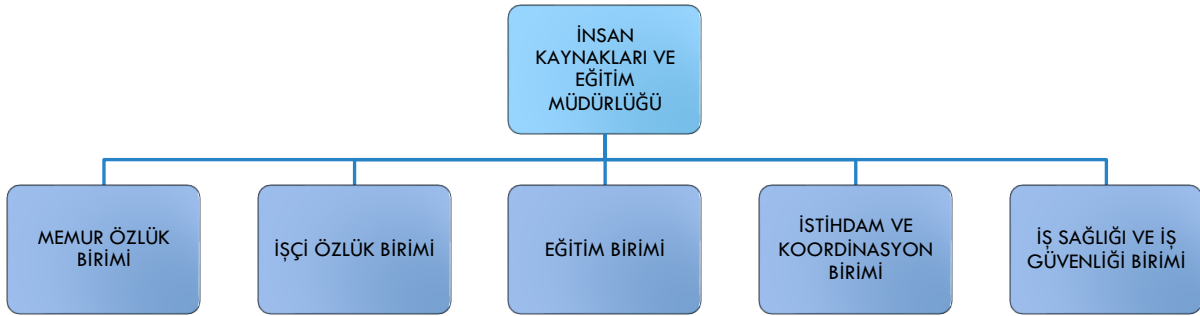 İNSAN
KAYNAKLARI VE
EĞİTİM
MÜDÜRLÜĞÜ
MEMUR ÖZLÜK
BİRİMİ
İŞÇİ ÖZLÜK BİRİMİ
EĞİTİM BİRİMİ
İSTİHDAM VE
KOORDİNASYON
BİRİMİ
İŞ SAĞLIĞI VE İŞ
GÜVENLİĞİ BİRİMİ